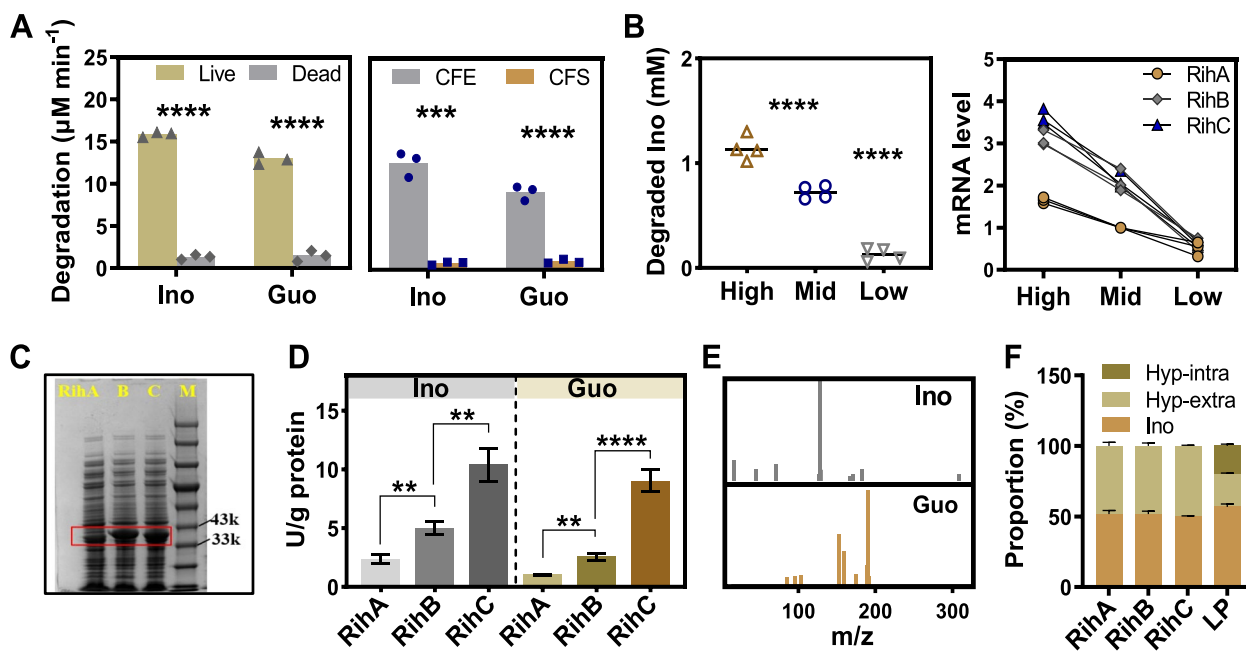 A
Degradation (µM min⁻¹)
25
20
15
10
5
0
Live
Dead
****
****
Ino
Guo
CFE
CFS
***
****
Ino
Guo
B
Degraded Ino (mM)
2
1
0
****
****
High
Mid
Low
mRNA level
5
4
3
2
1
0
RihA
RihB
RihC
High
Mid
Low
C
RihA B C M
43k
33k
D
U/g protein
15
10
5
0
Ino
Guo
**
**
**
****
RihA
RihB
RihC
RihA
RihB
RihC
E
Ino
Guo
100 200 300
m/z
F
Proportion (%)
150
100
50
0
Hyp-intra
Hyp-extra
Ino
RihA
RihB
RihC
LP